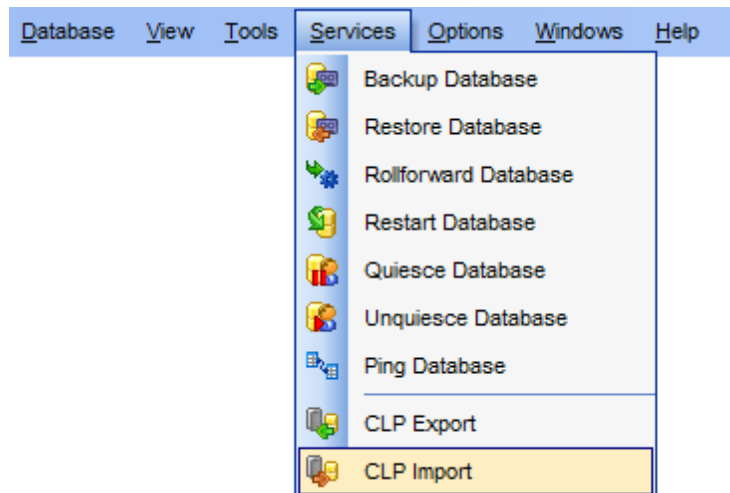 Database View Tools Services Options Windows Help
Backup Database
Restore Database
Rollforward Database
Restart Database
Quiesce Database
Unquiesce Database
Ping Database
CLP Export
CLP Import